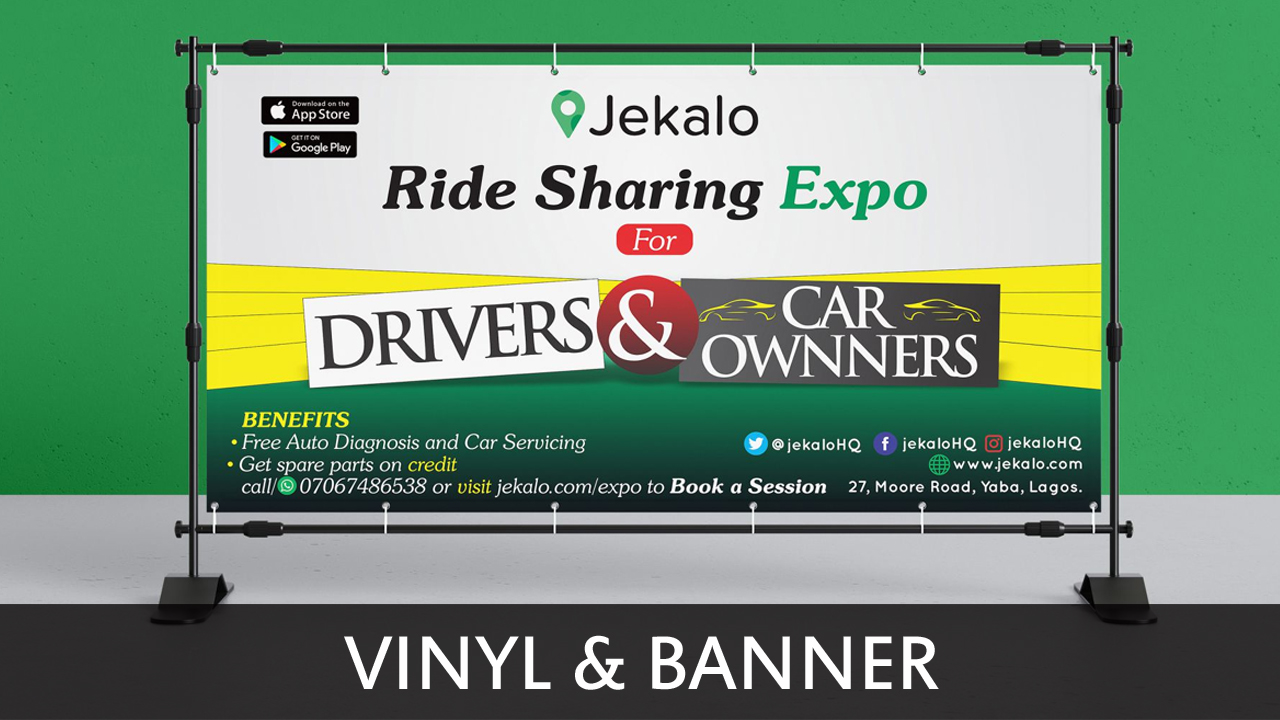 Download on the
App Store
GET IT ON
Google Play
Jekalo
Ride Sharing Expo
For
DRIVERS & CAR
OWNNERS
BENEFITS
• Free Auto Diagnosis and Car Servicing
• Get spare parts on credit
call/ 07067486538 or visit jekalo.com/expo to Book a Session
@jekaloHQ jekaloHQ jekaloHQ
www.jekalo.com
27, Moore Road, Yaba, Lagos.
VINYL & BANNER